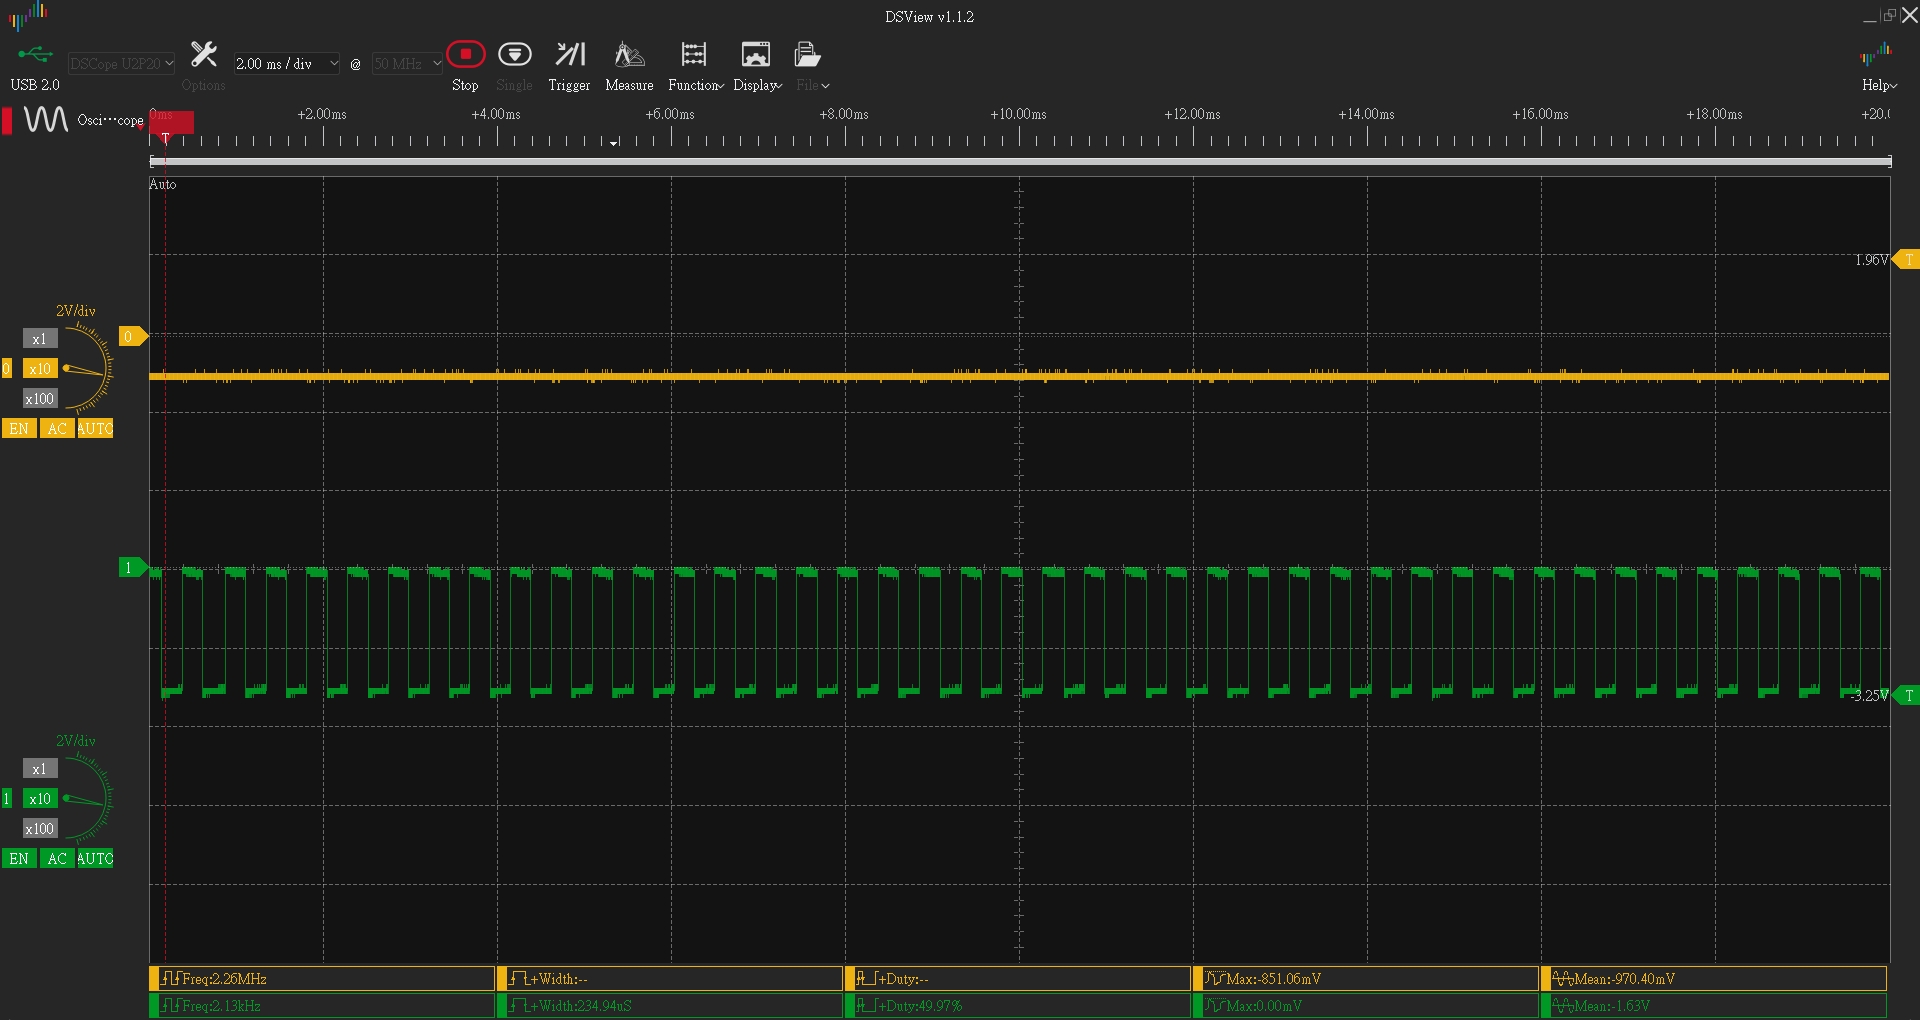 DSView v1.1.2
USB 2.0
DSCope U2P20
Options
2.00 ms / div
@
50 MHz
Stop
Single
Trigger
Measure
Function
Display
File
Help
Osci···cope
0ms
+2.00ms
+4.00ms
+6.00ms
+8.00ms
+10.00ms
+12.00ms
+14.00ms
+16.00ms
+18.00ms
+20.0
T
Auto
1.96V
T
2V/div
0
x1
0
x10
x100
EN
AC
AUTO
1
-3.25V
T
2V/div
x1
1
x10
x100
EN
AC
AUTO
Freq:2.26MHz
+Width:--
+Duty:--
Max:-851.06mV
Mean:-970.40mV
Freq:2.13kHz
+Width:234.94uS
+Duty:49.97%
Max:0.00mV
Mean:-1.63V